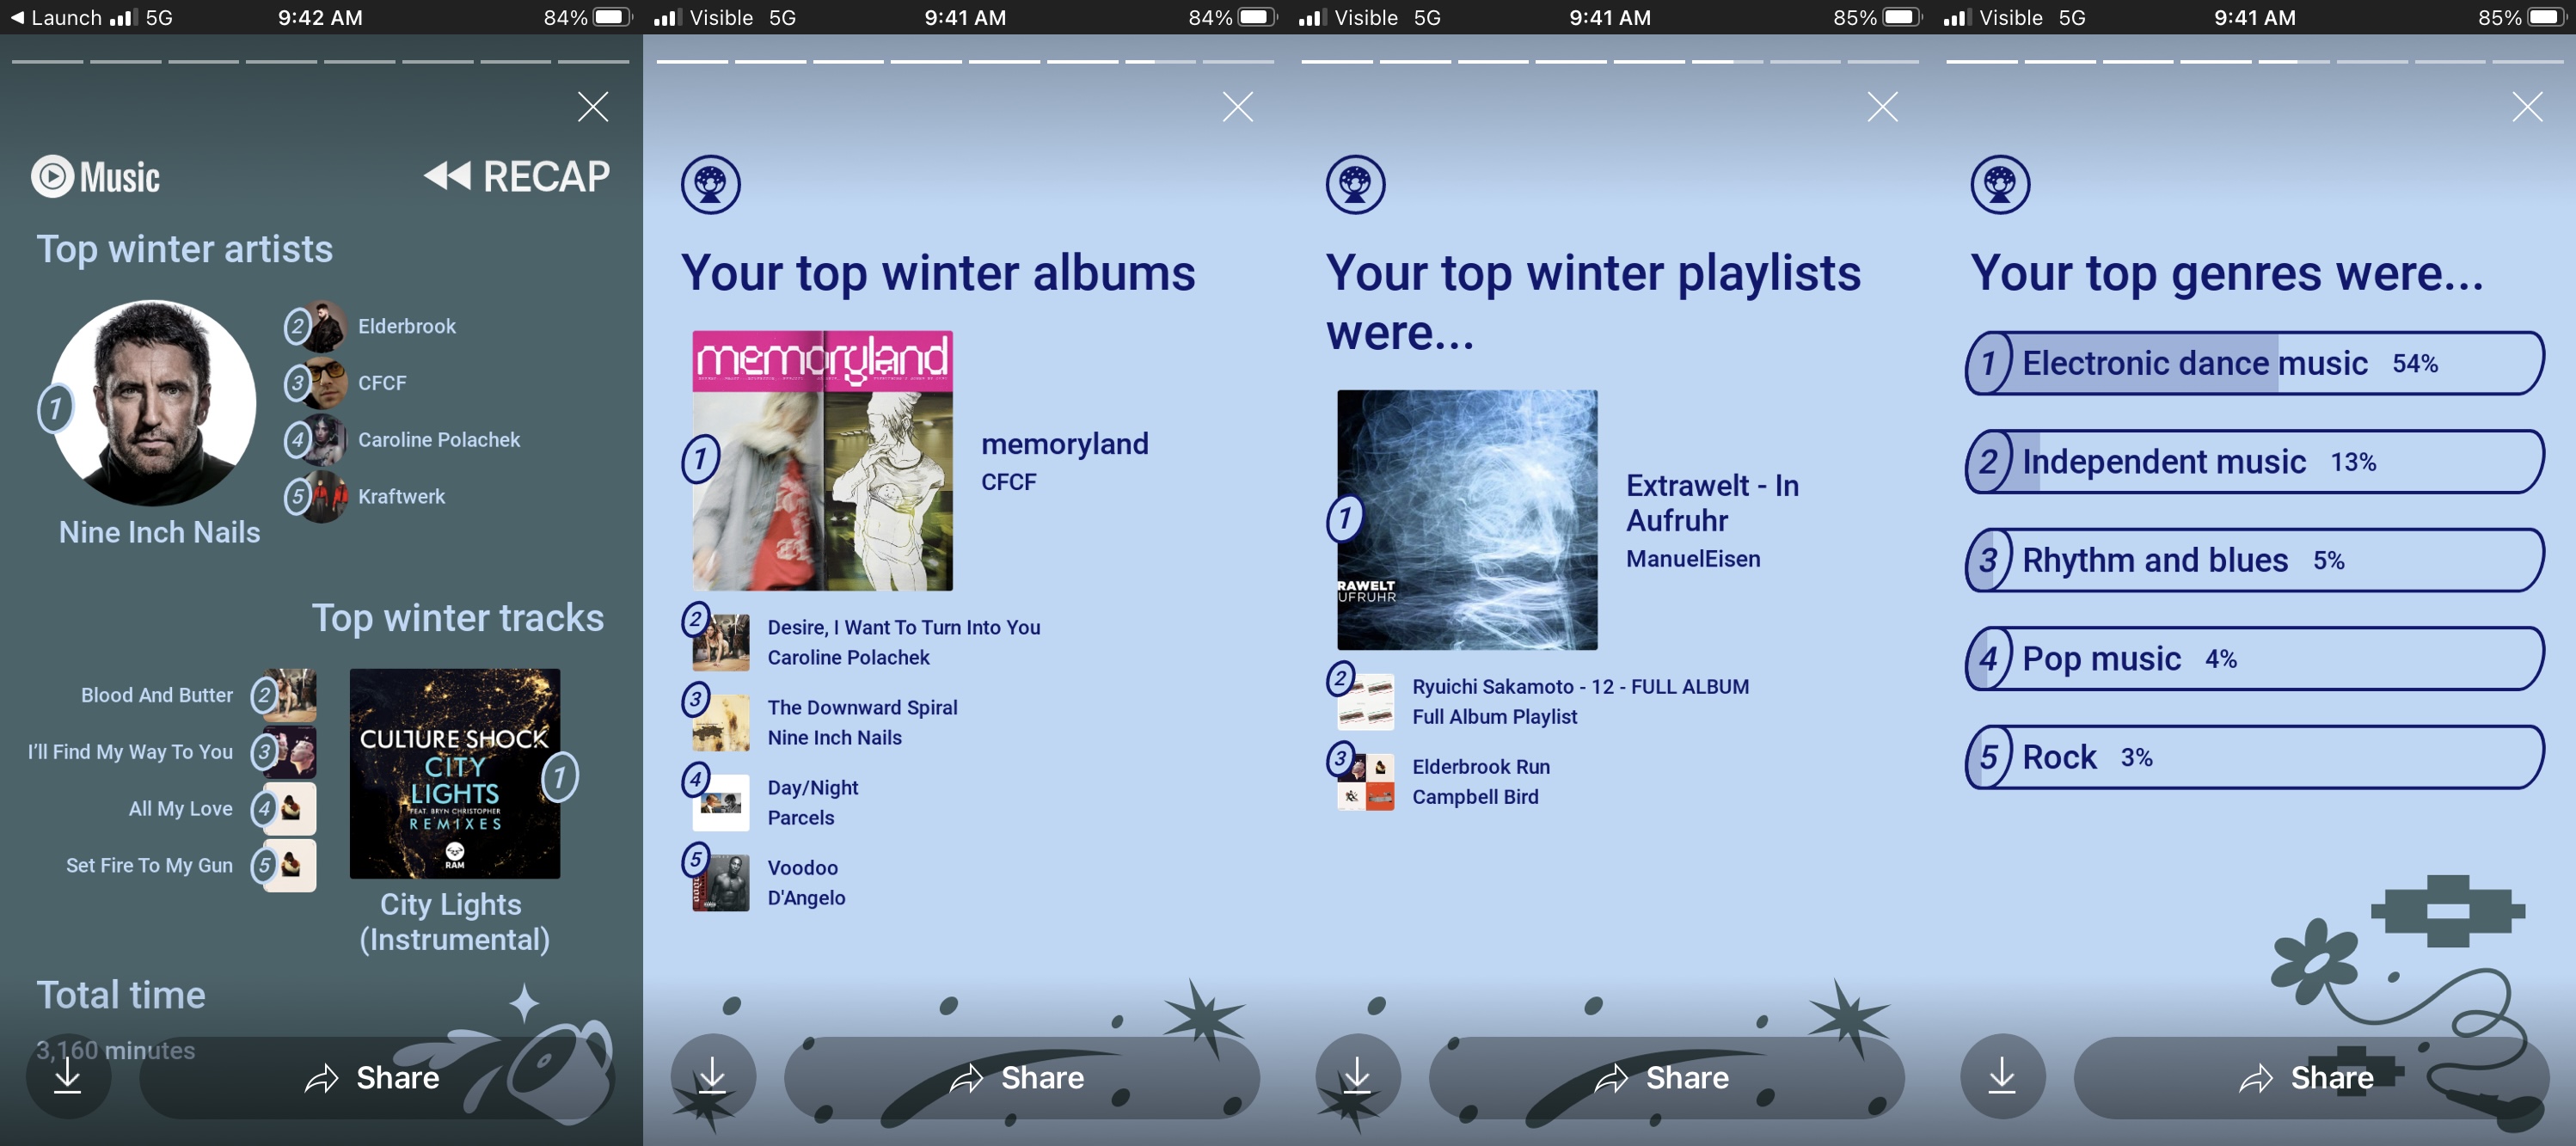 ◀ Launch 5G 9:42 AM 84%
Music
RECAP
Top winter artists
1
Nine Inch Nails
2 Elderbrook
3 CFCF
4 Caroline Polachek
5 Kraftwerk
Top winter tracks
Blood And Butter 2
I'll Find My Way To You 3
All My Love 4
Set Fire To My Gun 5
CULTURE SHOCK
CITY
LIGHTS
FEAT. BRYN CHRISTOPHER
REMIXES
RAM
1
City Lights
(Instrumental)
Total time
3,160 minutes
Share
Visible 5G 9:41 AM 84%
Your top winter albums
memoryland
1
memoryland
CFCF
2 Desire, I Want To Turn Into You
Caroline Polachek
3 The Downward Spiral
Nine Inch Nails
4 Day/Night
Parcels
5 Voodoo
D'Angelo
Share
Visible 5G 9:41 AM 85%
Your top winter playlists
were...
1
RAWELT
UFRUHR
Extrawelt - In
Aufruhr
ManuelEisen
2 Ryuichi Sakamoto - 12 - FULL ALBUM
Full Album Playlist
3 Elderbrook Run
Campbell Bird
Share
Visible 5G 9:41 AM 85%
Your top genres were...
1 Electronic dance music 54%
2 Independent music 13%
3 Rhythm and blues 5%
4 Pop music 4%
5 Rock 3%
Share